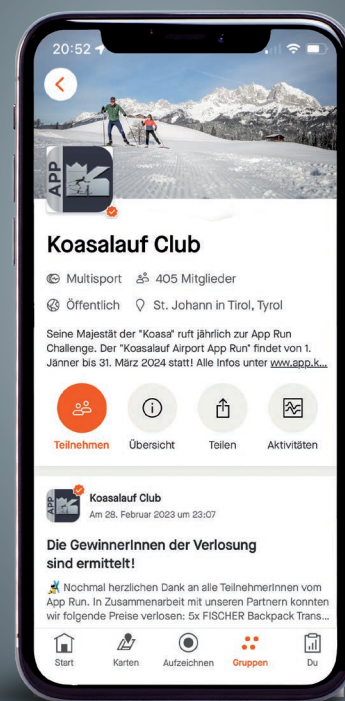 20:52
APP
Koasalauf Club
Multisport 405 Mitglieder
Öffentlich St. Johann in Tirol, Tyrol
Seine Majestät der "Koasa" ruft jährlich zur App Run
Challenge. Der "Koasalauf Airport App Run" findet von 1.
Jänner bis 31. März 2024 statt! Alle Infos unter www.app.k...
Teilnehmen Übersicht Teilen Aktivitäten
APP
Koasalauf Club
Am 28. Februar 2023 um 23:07
Die GewinnerInnen der Verlosung
sind ermittelt!
Nochmal herzlichen Dank an alle TeilnehmerInnen vom
App Run. In Zusammenarbeit mit unseren Partnern konnten
wir folgende Preise verlosen: 5x FISCHER Backpack Trans...
Start Karten Aufzeichnen Gruppen Du